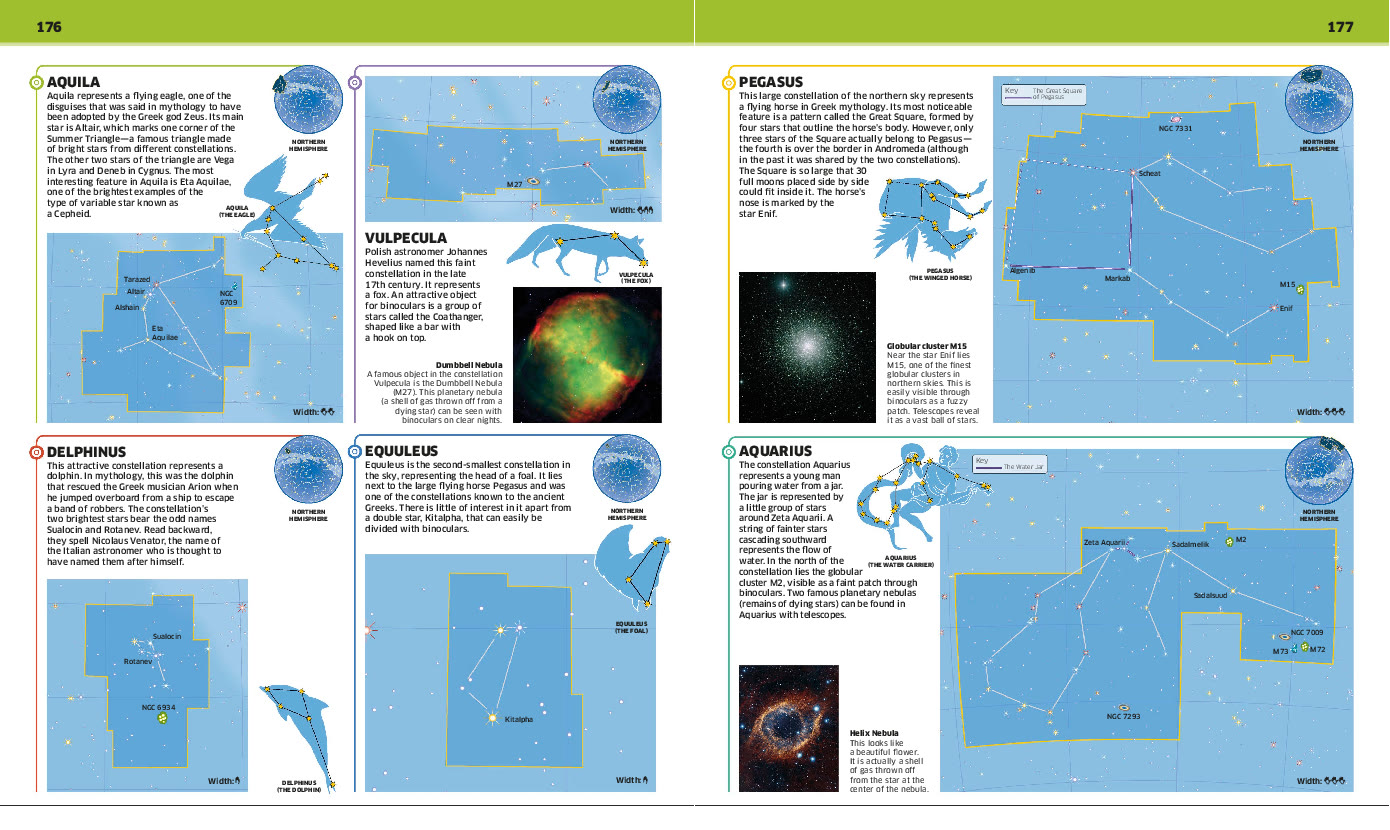 176
AQUILA
Aquila represents a flying eagle, one of the
disguises that was said in mythology to have
been adopted by the Greek god Zeus. Its main
star is Altair, which marks one corner of the
Summer Triangle—a famous triangle made
of bright stars from different constellations.
The other two stars of the triangle are Vega
in Lyra and Deneb in Cygnus. The most
interesting feature in Aquila is Eta Aquilae,
one of the brightest examples of the
type of variable star known as
a Cepheid.
NORTHERN
HEMISPHERE
AQUILA
(THE EAGLE)
Tarazed
Altair
Alshain
NGC
6709
Eta
Aquilae
Width:
NORTHERN
HEMISPHERE
M27
Width:
VULPECULA
Polish astronomer Johannes
Hevelius named this faint
constellation in the late
17th century. It represents
a fox. An attractive object
for binoculars is a group of
stars called the Coathanger,
shaped like a bar with
a hook on top.
VULPECULA
(THE FOX)
Dumbbell Nebula
A famous object in the constellation
Vulpecula is the Dumbbell Nebula
(M27). This planetary nebula
(a shell of gas thrown off from a
dying star) can be seen with
binoculars on clear nights.
DELPHINUS
This attractive constellation represents a
dolphin. In mythology, this was the dolphin
that rescued the Greek musician Arion when
he jumped overboard from a ship to escape
a band of robbers. The constellation's
two brightest stars bear the odd names
Sualocin and Rotanev. Read backward,
they spell Nicolaus Venator, the name of
the Italian astronomer who is thought to
have named them after himself.
NORTHERN
HEMISPHERE
Sualocin
Rotanev
NGC 6934
Width:
DELPHINUS
(THE DOLPHIN)
EQUULEUS
Equuleus is the second-smallest constellation in
the sky, representing the head of a foal. It lies
next to the large flying horse Pegasus and was
one of the constellations known to the ancient
Greeks. There is little of interest in it apart from
a double star, Kitalpha, that can easily be
divided with binoculars.
NORTHERN
HEMISPHERE
EQUULEUS
(THE FOAL)
Kitalpha
Width:
177
PEGASUS
This large constellation of the northern sky represents
a flying horse in Greek mythology. Its most noticeable
feature is a pattern called the Great Square, formed by
four stars that outline the horse's body. However, only
three stars of the Square actually belong to Pegasus—
the fourth is over the border in Andromeda (although
in the past it was shared by the two constellations).
The Square is so large that 30
full moons placed side by side
could fit inside it. The horse's
nose is marked by the
star Enif.
PEGASUS
(THE WINGED HORSE)
Key
The Great Square
of Pegasus
NORTHERN
HEMISPHERE
NGC 7331
Scheat
Algenib
Markab
M15
Enif
Width:
Globular cluster M15
Near the star Enif lies
M15, one of the finest
globular clusters in
northern skies. This is
easily visible through
binoculars as a fuzzy
patch. Telescopes reveal
it as a vast ball of stars.
AQUARIUS
The constellation Aquarius
represents a young man
pouring water from a jar.
The jar is represented by
a little group of stars
around Zeta Aquarii. A
string of fainter stars
cascading southward
represents the flow of
water. In the north of the
constellation lies the globular
cluster M2, visible as a faint patch through
binoculars. Two famous planetary nebulas
(remains of dying stars) can be found in
Aquarius with telescopes.
AQUARIUS
(THE WATER CARRIER)
Key
The Water Jar
NORTHERN
HEMISPHERE
Zeta Aquarii
Sadalmelik
M2
Sadalsuud
NGC 7009
M73
M72
NGC 7293
Width:
Helix Nebula
This looks like
a beautiful flower.
It is actually a shell
of gas thrown off
from the star at the
center of the nebula.